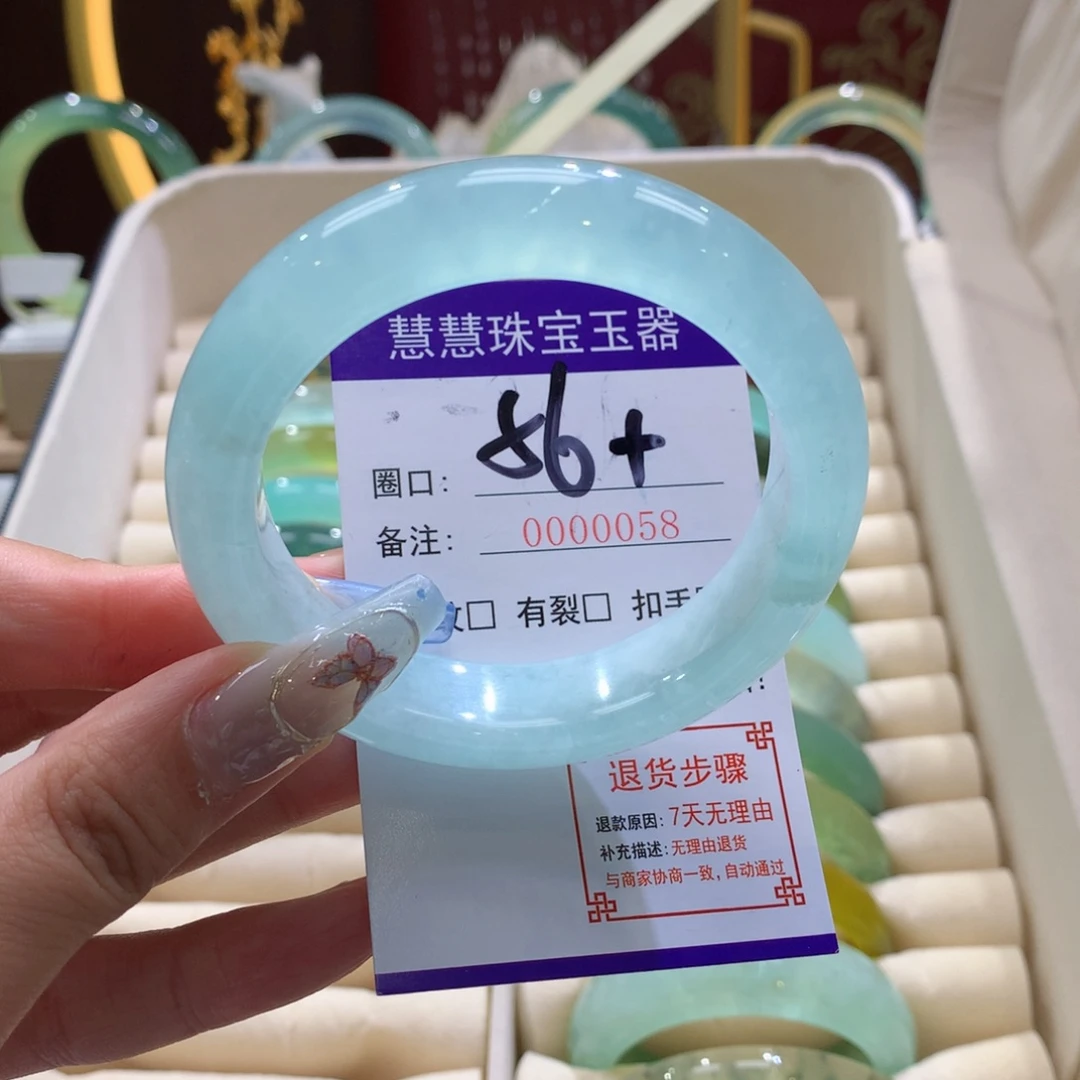 慧慧珠宝玉器
圈口: 56+
备注: 0000058
有裂□ 扣手
退货步骤
退款原因: 7天无理由
补充描述: 无理由退货
与商家协商一致, 自动通过